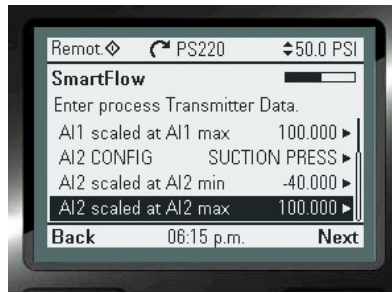 Remot. PS220 50.0 PSI
SmartFlow
Enter process Transmitter Data.
AI1 scaled at AI1 max 100.000
AI2 CONFIG SUCTION PRESS
AI2 scaled at AI2 min -40.000
AI2 scaled at AI2 max 100.000
Back 06:15 p.m. Next